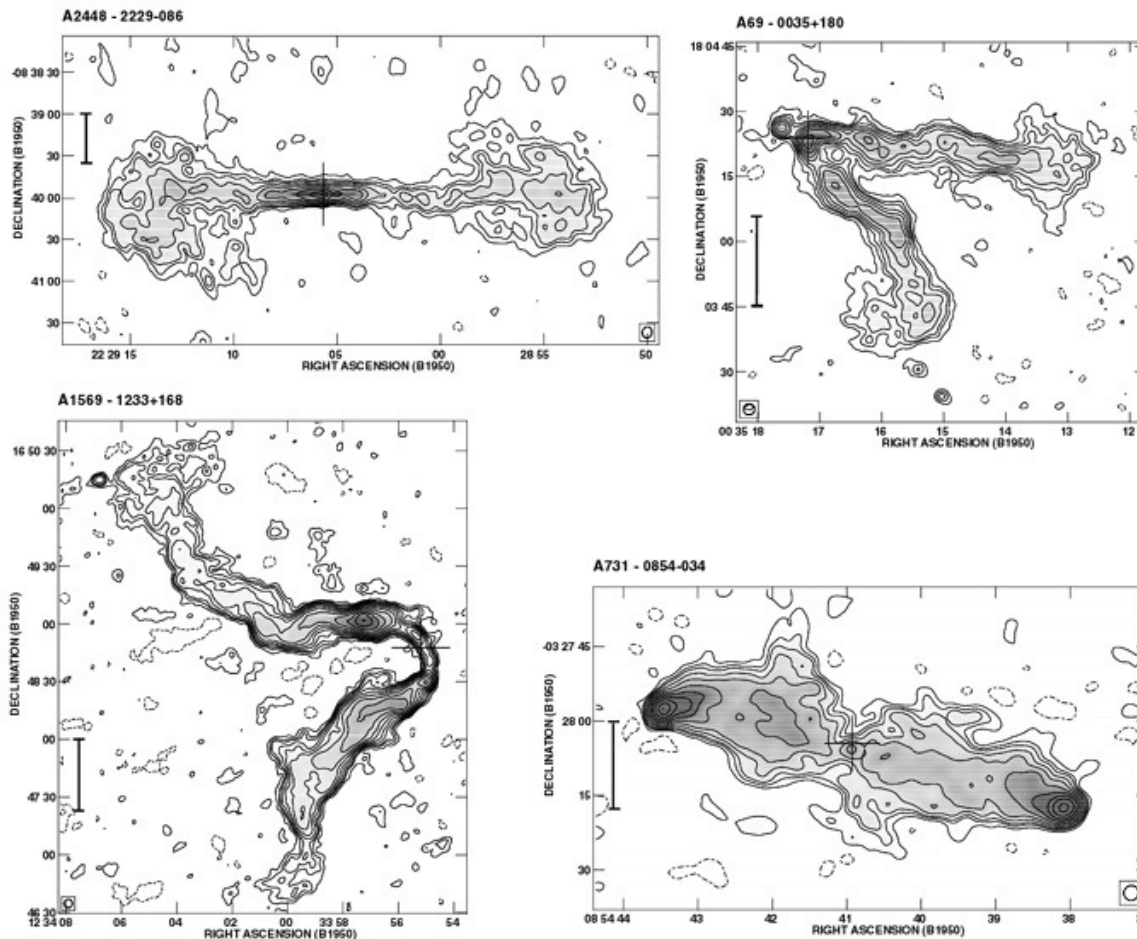 A2448 - 2229-086
DECLINATION (B1950)
-08 38 30
39 00
30
40 00
30
41 00
30
22 29 15 10 05 00 28 55 50
RIGHT ASCENSION (B1950)
A69 - 0035+180
DECLINATION (B1950)
18 04 45
30
15
00
03 45
30
00 35 18 17 16 15 14 13 12
RIGHT ASCENSION (B1950)
A1569 - 1233+168
DECLINATION (B1950)
16 50 30
00
49 30
00
48 30
00
47 30
00
46 30
12 34 08 06 04 02 00 33 58 56 54
RIGHT ASCENSION (B1950)
A731 - 0854-034
DECLINATION (B1950)
-03 27 45
28 00
15
30
08 54 44 43 42 41 40 39 38
RIGHT ASCENSION (B1950)